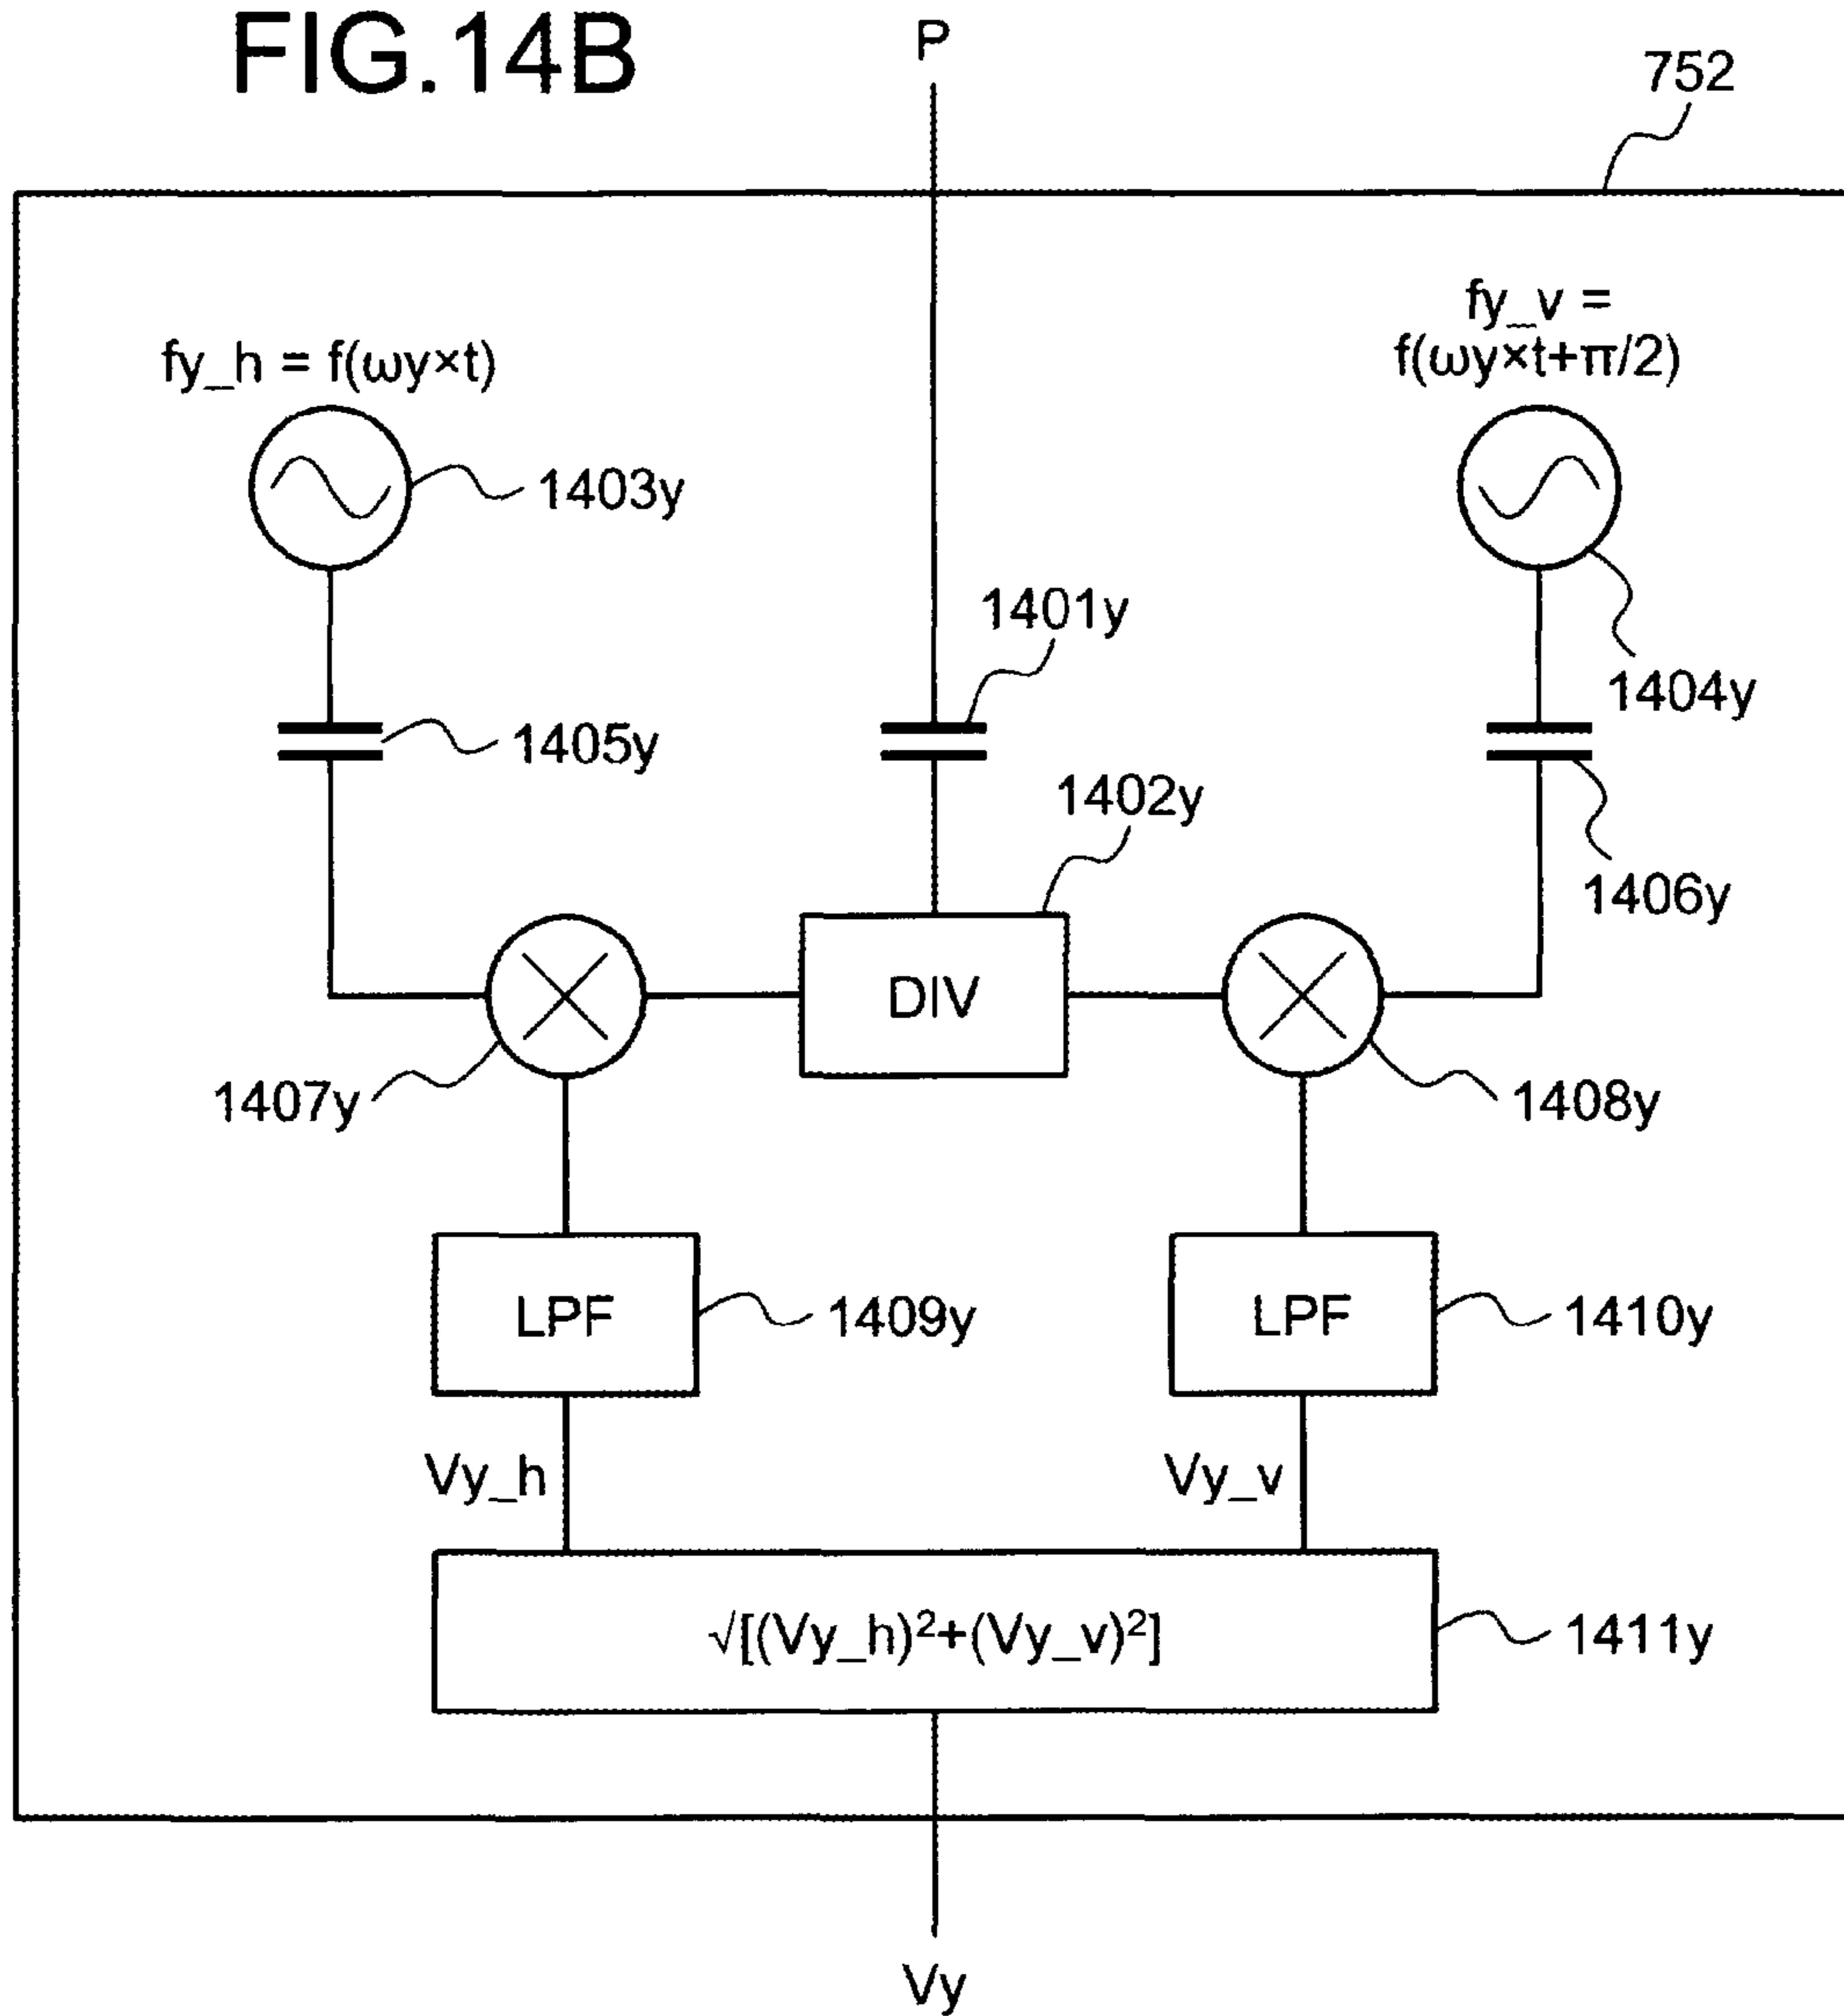 FIG.14B
P
752
fy_h = f(ωy×t)
fy_v =
f(ωy×t+π/2)
1403y
1401y
1404y
1405y
1402y
1406y
DIV
1407y
1408y
LPF
1409y
LPF
1410y
Vy_h
Vy_v
√[(Vy_h)²+(Vy_v)²]
1411y
Vy